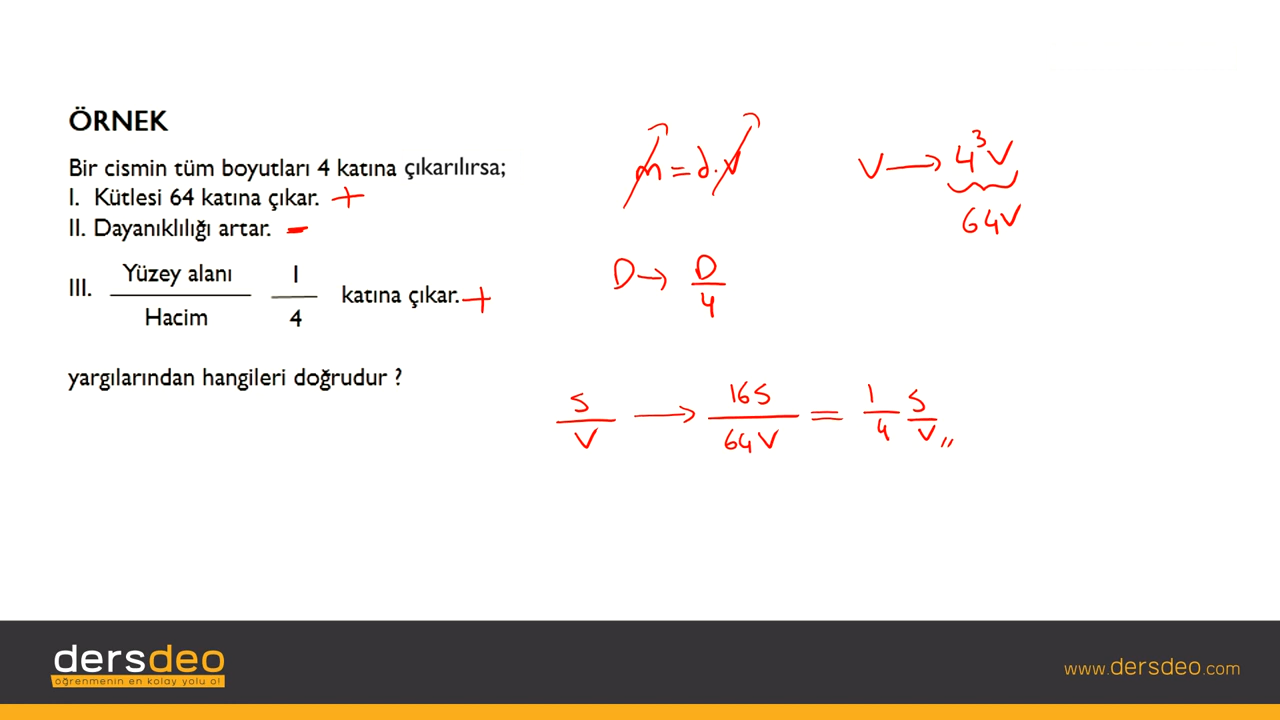 ÖRNEK
Bir cismin tüm boyutları 4 katına çıkarılırsa;
I. Kütlesi 64 katına çıkar. +
II. Dayanıklılığı artar. -
III. Yüzey alanı / Hacim 1/4 katına çıkar. +
yargılarından hangileri doğrudur ?
m = d.V
V → 4³V
64V
D → D/4
S/V → 16S/64V = 1/4 S/V "
dersdeo
öğrenmenin en kolay yolu o!
www.dersdeo.com